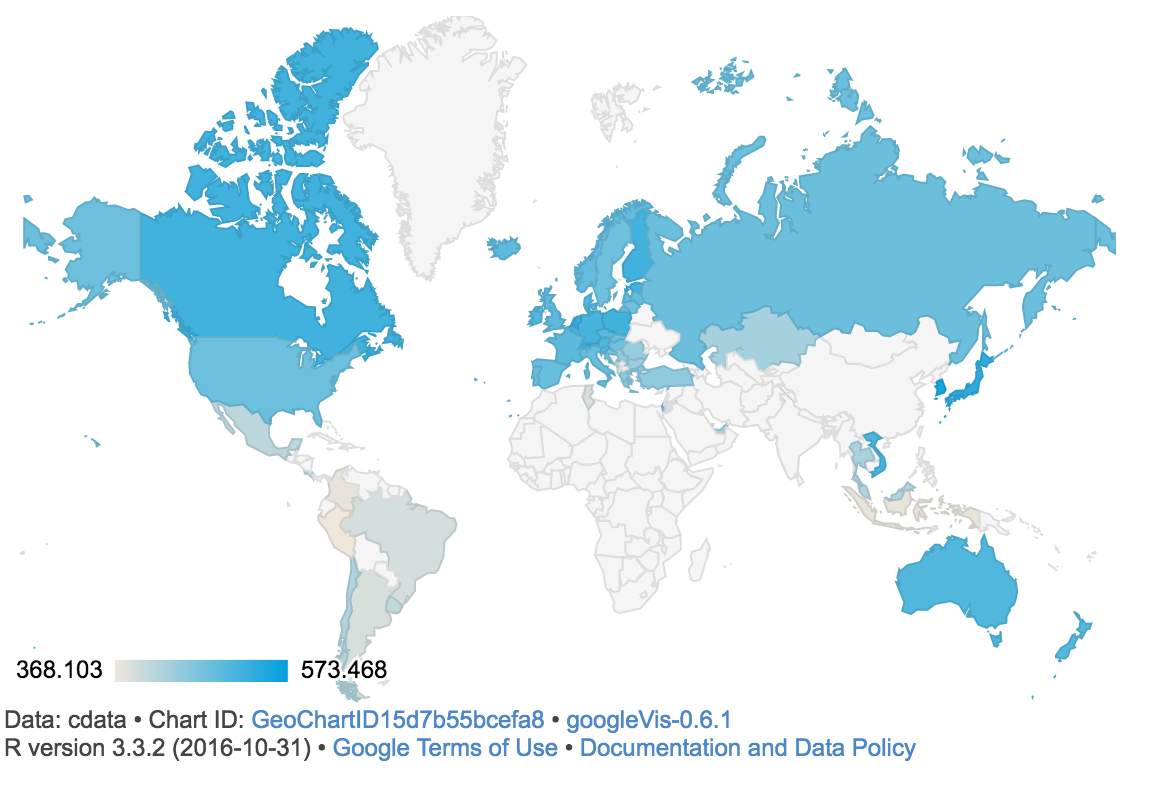 368.103 573.468
Data: cdata • Chart ID: GeoChartID15d7b55bcefa8 • googleVis-0.6.1
R version 3.3.2 (2016-10-31) • Google Terms of Use • Documentation and Data Policy